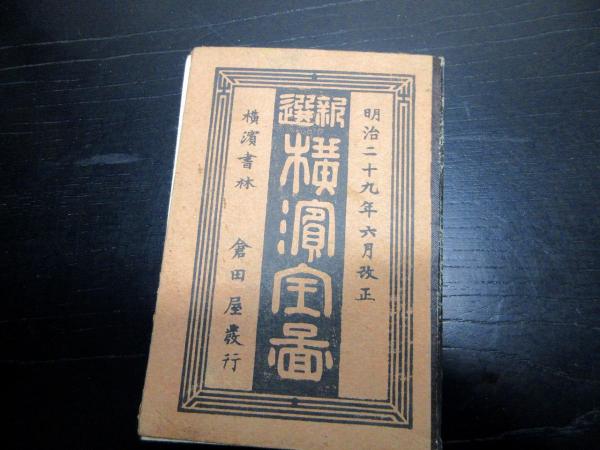 明治二十九年六月改正
新選
横濱全圖
横濱書林
倉田屋發行